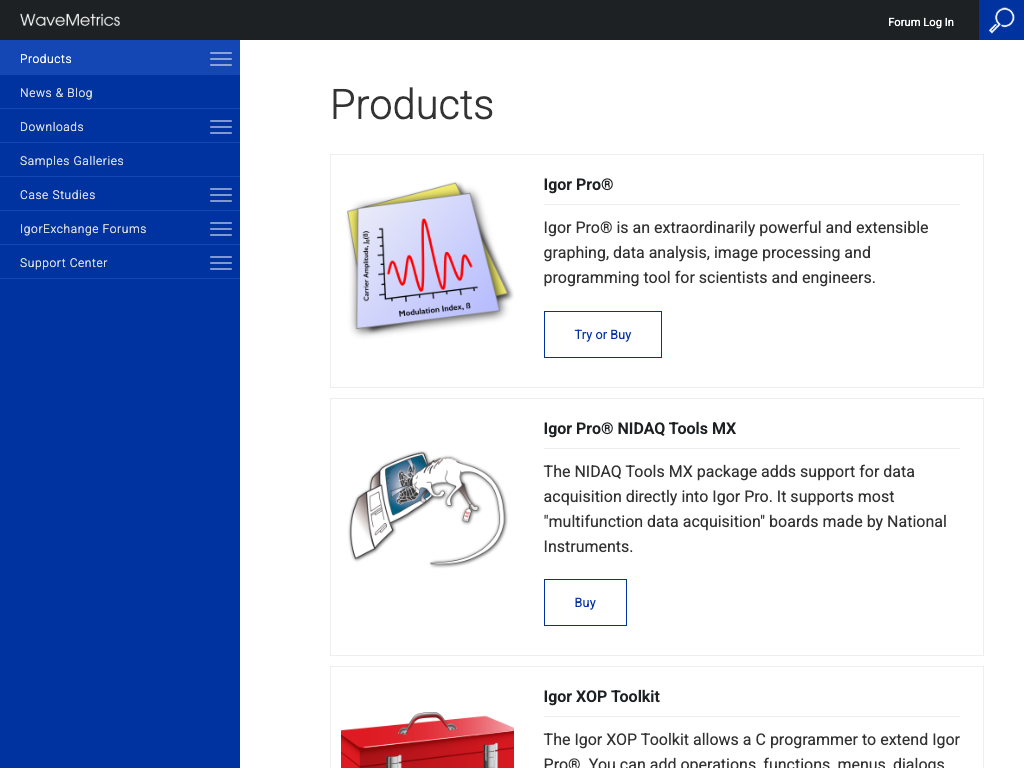 WaveMetrics
Forum Log In
Products
News & Blog
Downloads
Samples Galleries
Case Studies
IgorExchange Forums
Support Center
Products
Carrier Amplitude, J₀(ß)
Modulation Index, ß
Igor Pro®
Igor Pro® is an extraordinarily powerful and extensible
graphing, data analysis, image processing and
programming tool for scientists and engineers.
Try or Buy
Igor Pro® NIDAQ Tools MX
The NIDAQ Tools MX package adds support for data
acquisition directly into Igor Pro. It supports most
"multifunction data acquisition" boards made by National
Instruments.
Buy
Igor XOP Toolkit
The Igor XOP Toolkit allows a C programmer to extend Igor
Pro®. You can add operations, functions, menus, dialogs